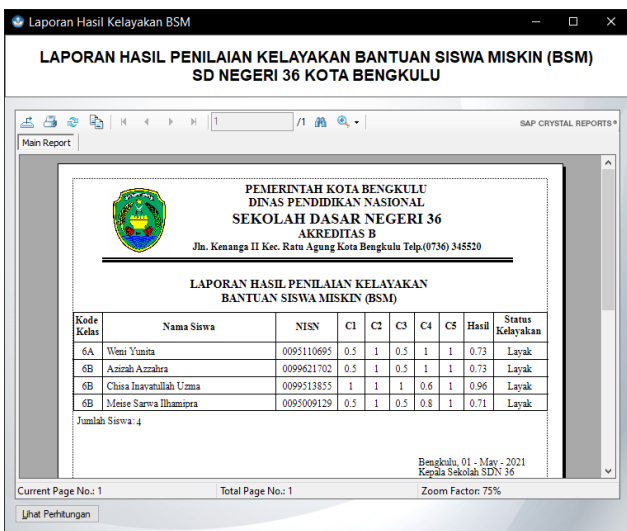 Laporan Hasil Kelayakan BSM
LAPORAN HASIL PENILAIAN KELAYAKAN BANTUAN SISWA MISKIN (BSM)
SD NEGERI 36 KOTA BENGKULU
1 /1 SAP CRYSTAL REPORTS®
Main Report
PEMERINTAH KOTA BENGKULU
DINAS PENDIDIKAN NASIONAL
SEKOLAH DASAR NEGERI 36
AKREDITAS B
Jln. Kenanga II Kec. Ratu Agung Kota Bengkulu Telp.(0736) 345520
LAPORAN HASIL PENILAIAN KELAYAKAN
BANTUAN SISWA MISKIN (BSM)
Kode Kelas Nama Siswa NISN C1 C2 C3 C4 C5 Hasil Status Kelayakan
6A Weni Yunita 0095110695 0.5 1 0.5 1 1 0.73 Layak
6B Azizah Azzahra 0099621702 0.5 1 0.5 1 1 0.73 Layak
6B Chisa Inayatullah Uzma 0099513855 1 1 1 0.6 1 0.96 Layak
6B Meise Sarwa Ilhamipra 0095009129 0.5 1 0.5 0.8 1 0.71 Layak
Jumlah Siswa: 4
Bengkulu, 01 - May - 2021
Kepala Sekolah SDN 36
Current Page No.: 1 Total Page No.: 1 Zoom Factor: 75%
Lihat Perhitungan